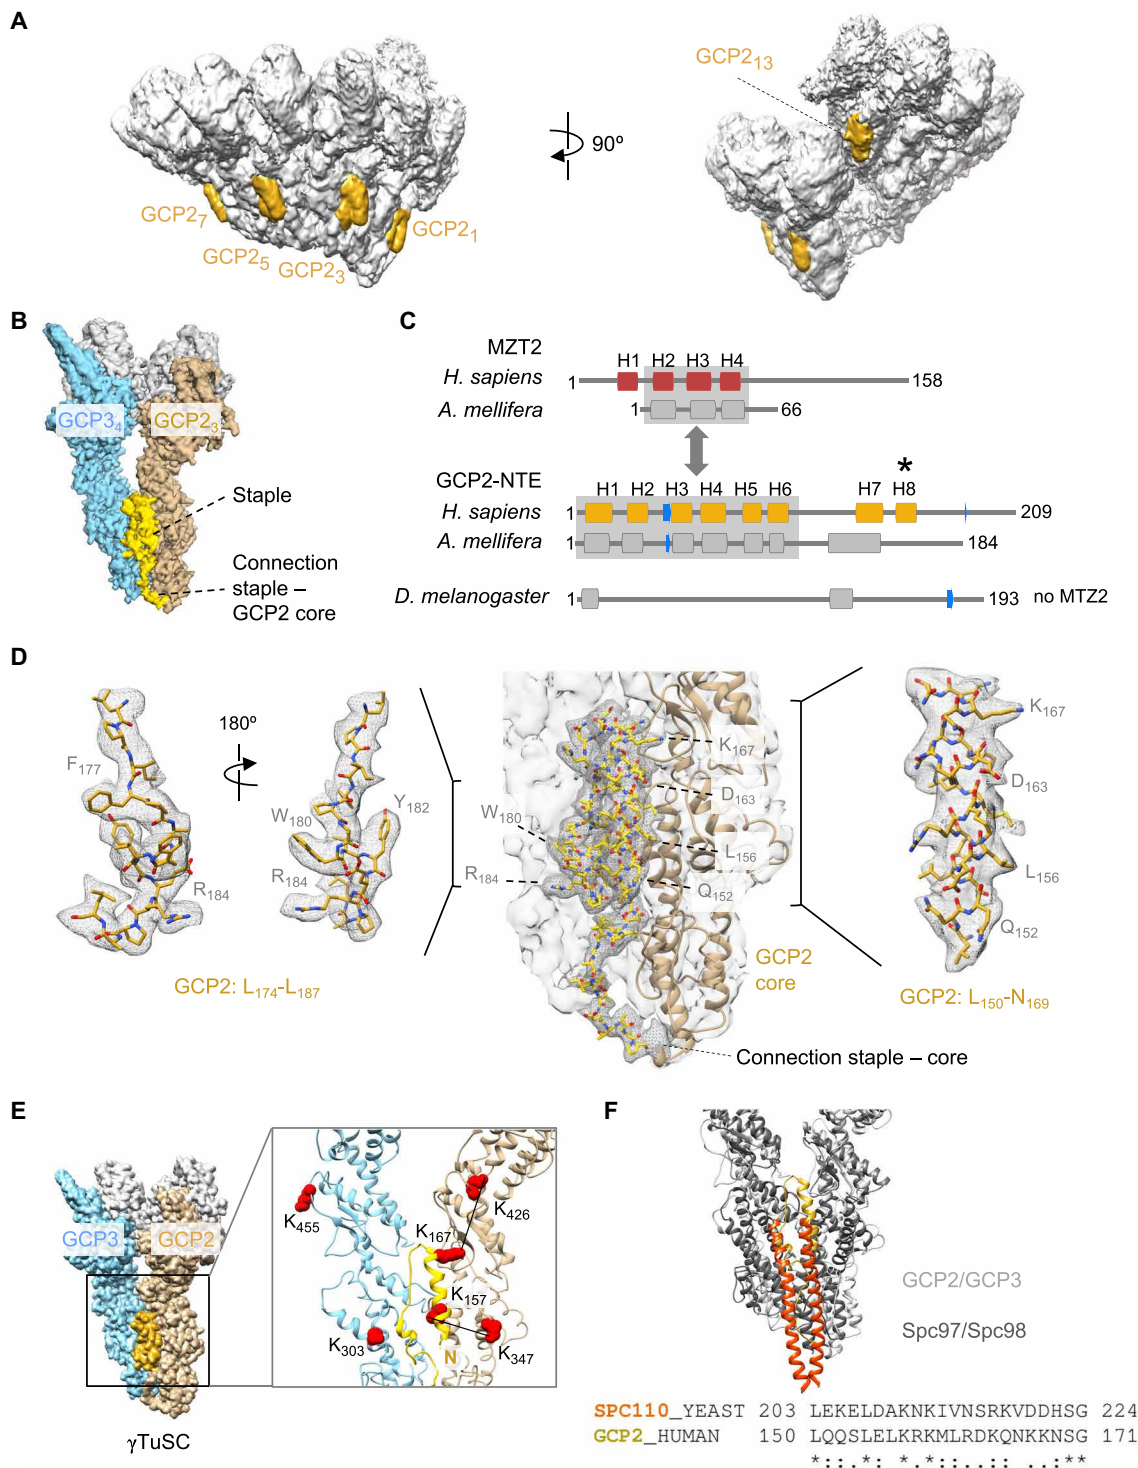 A
GCP2₁₃
90º
GCP2₇
GCP2₅
GCP2₃
GCP2₁
B
GCP3₄
GCP2₃
Staple
Connection
staple –
GCP2 core
C
MZT2
H1 H2 H3 H4
H. sapiens 1 158
A. mellifera 1 66
*
GCP2-NTE
H1 H2 H3 H4 H5 H6 H7 H8
H. sapiens 1 209
A. mellifera 1 184
D. melanogaster 1 193 no MTZ2
D
180º
F₁₇₇
W₁₈₀
Y₁₈₂
R₁₈₄
R₁₈₄
GCP2: L₁₇₄-L₁₈₇
K₁₆₇
D₁₆₃
W₁₈₀
L₁₅₆
R₁₈₄
Q₁₅₂
GCP2
core
Connection staple – core
K₁₆₇
D₁₆₃
L₁₅₆
Q₁₅₂
GCP2: L₁₅₀-N₁₆₉
E
GCP3
GCP2
γTuSC
K₄₅₅
K₄₂₆
K₁₆₇
K₁₅₇
K₃₀₃
K₃₄₇
N
F
GCP2/GCP3
Spc97/Spc98
SPC110_YEAST 203 LEKELDAKNKIVNSRKVDDHSG 224
GCP2_HUMAN 150 LQQSLELKRKMLRDKQNKKNSG 171
*::.*: *.*::..:: ..:**